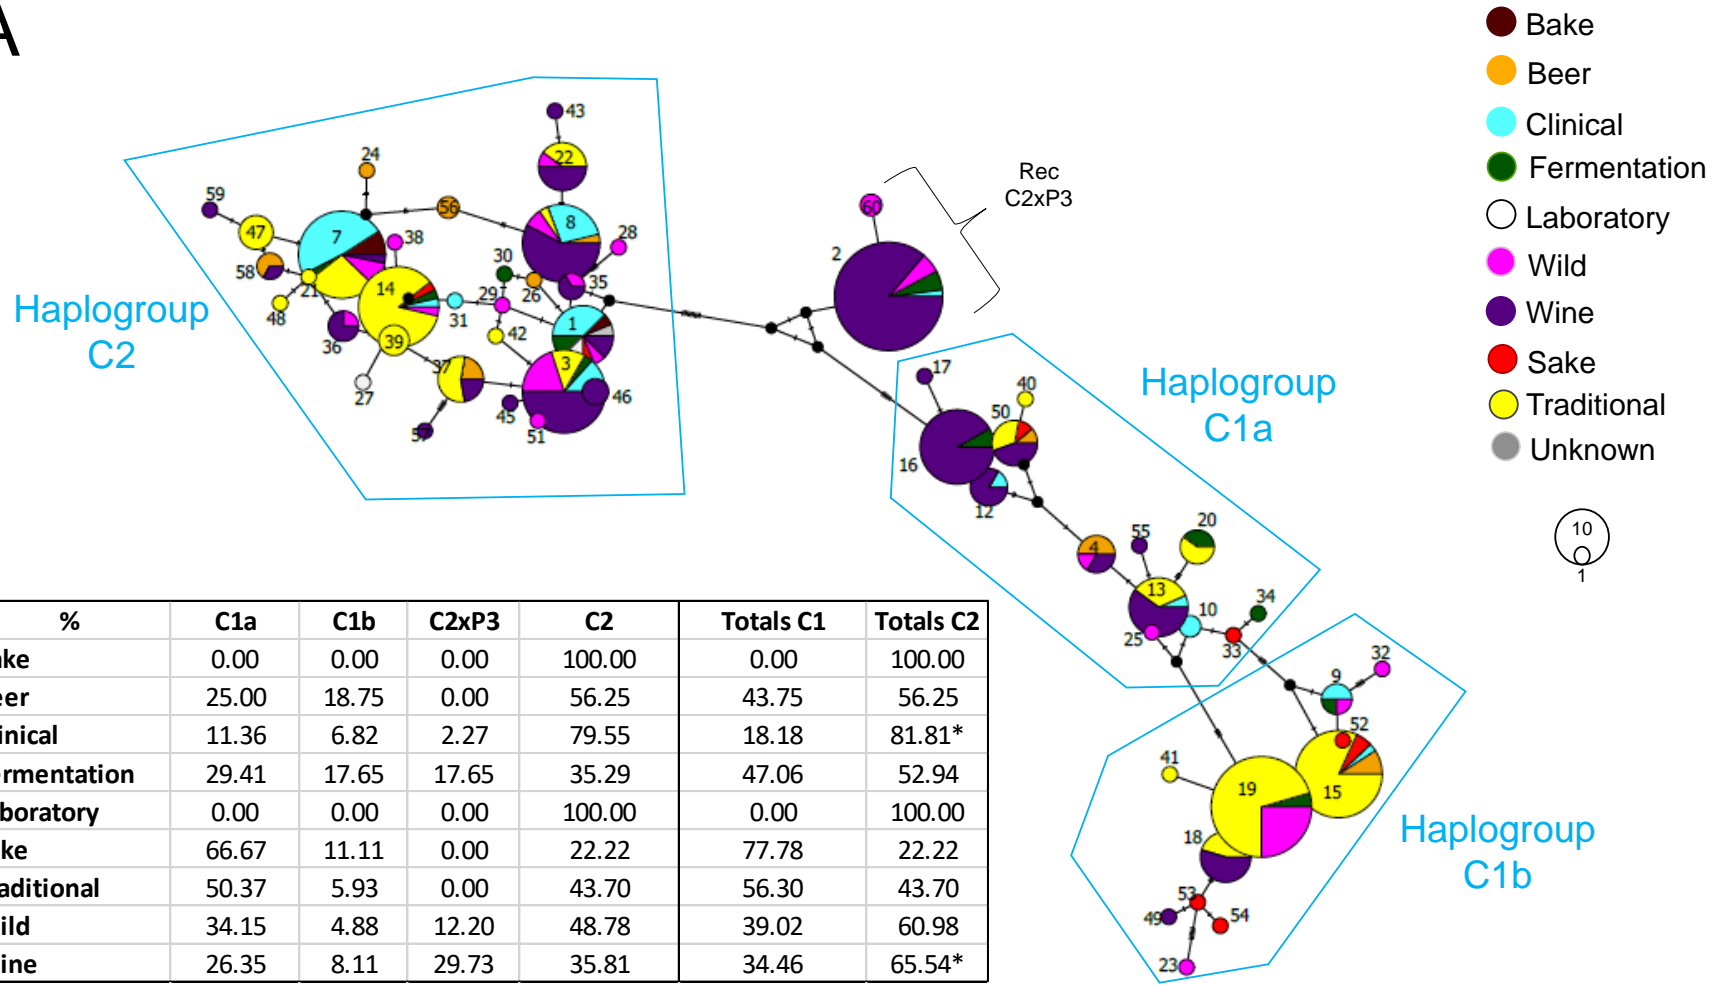 A
Bake
Beer
Clinical
Fermentation
Laboratory
Wild
Wine
Sake
Traditional
Unknown
10
1
Rec
C2xP3
Haplogroup
C2
Haplogroup
C1a
Haplogroup
C1b
43
22
24
59
56
8
47
7
38
28
58
30
35
21
14
29
26
48
31
1
36
39
42
3
37
27
45
46
51
57
60
2
17
40
50
16
12
4
55
20
13
10
34
25
33
32
9
52
41
19
15
18
53
49
54
23
% C1a C1b C2xP3 C2 Totals C1 Totals C2
ke 0.00 0.00 0.00 100.00 0.00 100.00
eer 25.00 18.75 0.00 56.25 43.75 56.25
inical 11.36 6.82 2.27 79.55 18.18 81.81*
rmentation 29.41 17.65 17.65 35.29 47.06 52.94
boratory 0.00 0.00 0.00 100.00 0.00 100.00
ke 66.67 11.11 0.00 22.22 77.78 22.22
aditional 50.37 5.93 0.00 43.70 56.30 43.70
ild 34.15 4.88 12.20 48.78 39.02 60.98
ine 26.35 8.11 29.73 35.81 34.46 65.54*